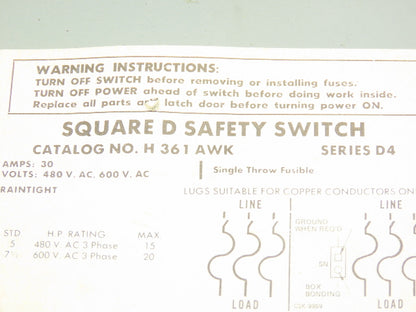 WARNING INSTRUCTIONS:
TURN OFF SWITCH before removing or installing fuses.
TURN OFF POWER ahead of switch before doing work inside.
Replace all parts latch door before turning power ON.
SQUARE D SAFETY SWITCH
CATALOG NO. H 361 AWK SERIES D4
AMPS: 30
VOLTS: 480 V. AC. 600 V. AC
Single Throw Fusible
RAINTIGHT
LUGS SUITABLE FOR COPPER CONDUCTORS ON
LINE LINE
GROUND
WHEN REQ'D
STD H P RATING MAX
5 480 V. AC 3 Phase 15
7½ 600 V. AC 3 Phase 20
SN
BOX
BONDING
LOAD LOAD